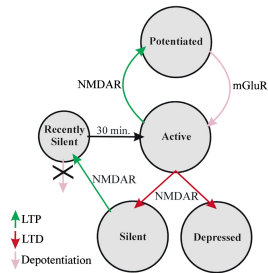 Potentiated
NMDAR
mGluR
Recently
Silent
30 min.
Active
NMDAR
NMDAR
Silent
Depressed
LTP
LTD
Depotentiation